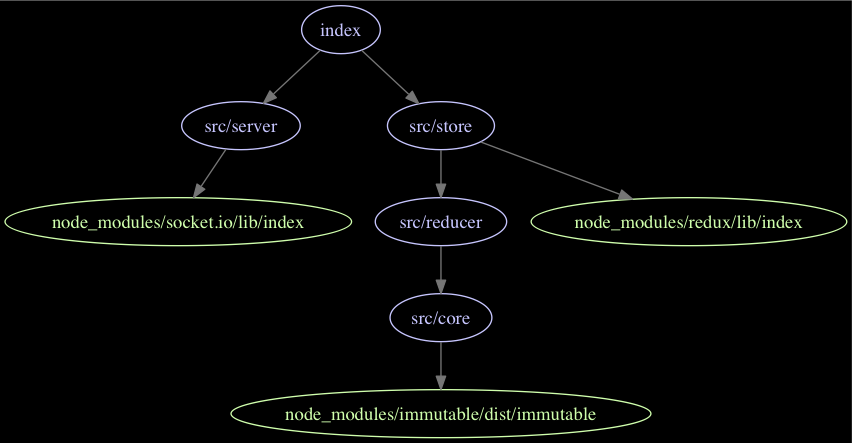 index
src/server
src/store
node_modules/socket.io/lib/index
src/reducer
node_modules/redux/lib/index
src/core
node_modules/immutable/dist/immutable